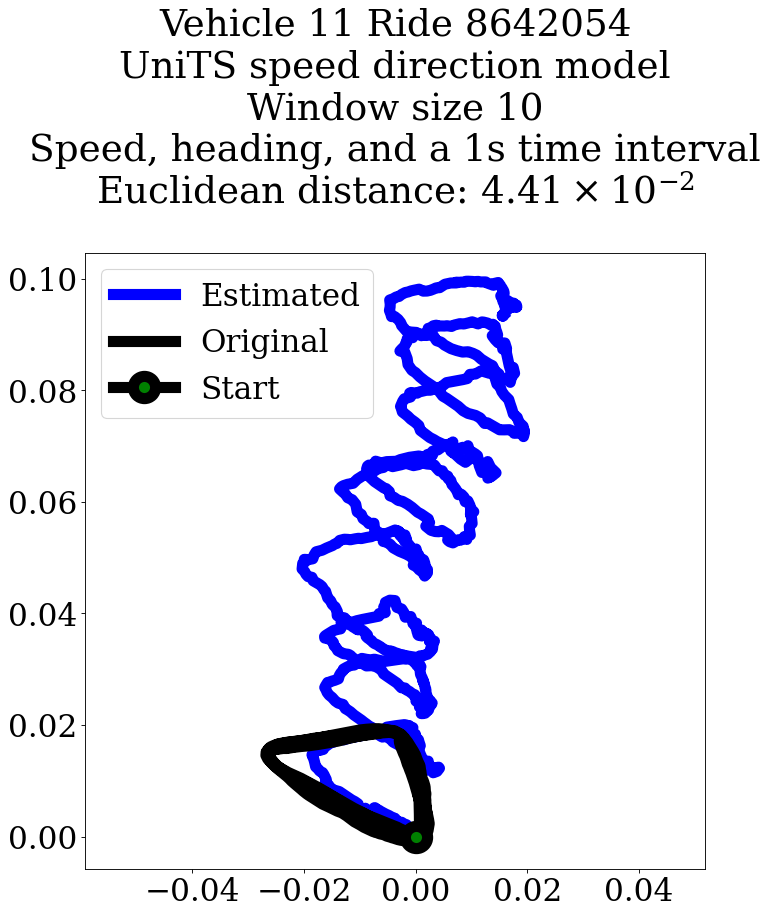 Vehicle 11 Ride 8642054
UniTS speed direction model
Window size 10
Speed, heading, and a 1s time interval
Euclidean distance: 4.41 × 10⁻²
0.10
0.08
0.06
0.04
0.02
0.00
Estimated
Original
Start
−0.04 −0.02 0.00 0.02 0.04